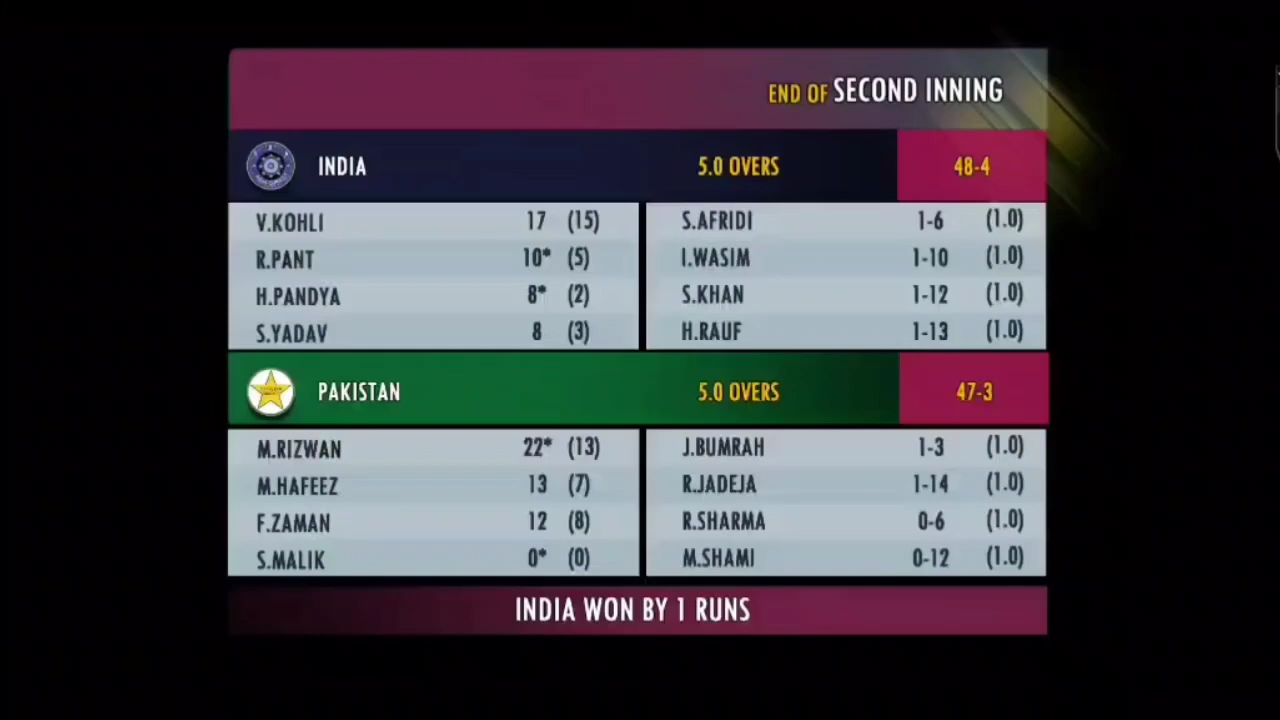 END OF SECOND INNING
INDIA 5.0 OVERS 48-4
V.KOHLI 17 (15) S.AFRIDI 1-6 (1.0)
R.PANT 10* (5) I.WASIM 1-10 (1.0)
H.PANDYA 8* (2) S.KHAN 1-12 (1.0)
S.YADAV 8 (3) H.RAUF 1-13 (1.0)
PAKISTAN 5.0 OVERS 47-3
M.RIZWAN 22* (13) J.BUMRAH 1-3 (1.0)
M.HAFEEZ 13 (7) R.JADEJA 1-14 (1.0)
F.ZAMAN 12 (8) R.SHARMA 0-6 (1.0)
S.MALIK 0* (0) M.SHAMI 0-12 (1.0)
INDIA WON BY 1 RUNS